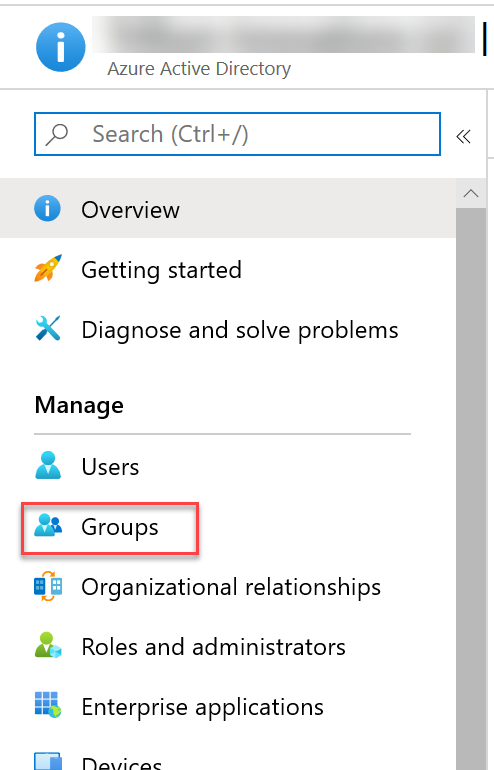 Azure Active Directory
Search (Ctrl+/)
Overview
Getting started
Diagnose and solve problems
Manage
Users
Groups
Organizational relationships
Roles and administrators
Enterprise applications
Devices